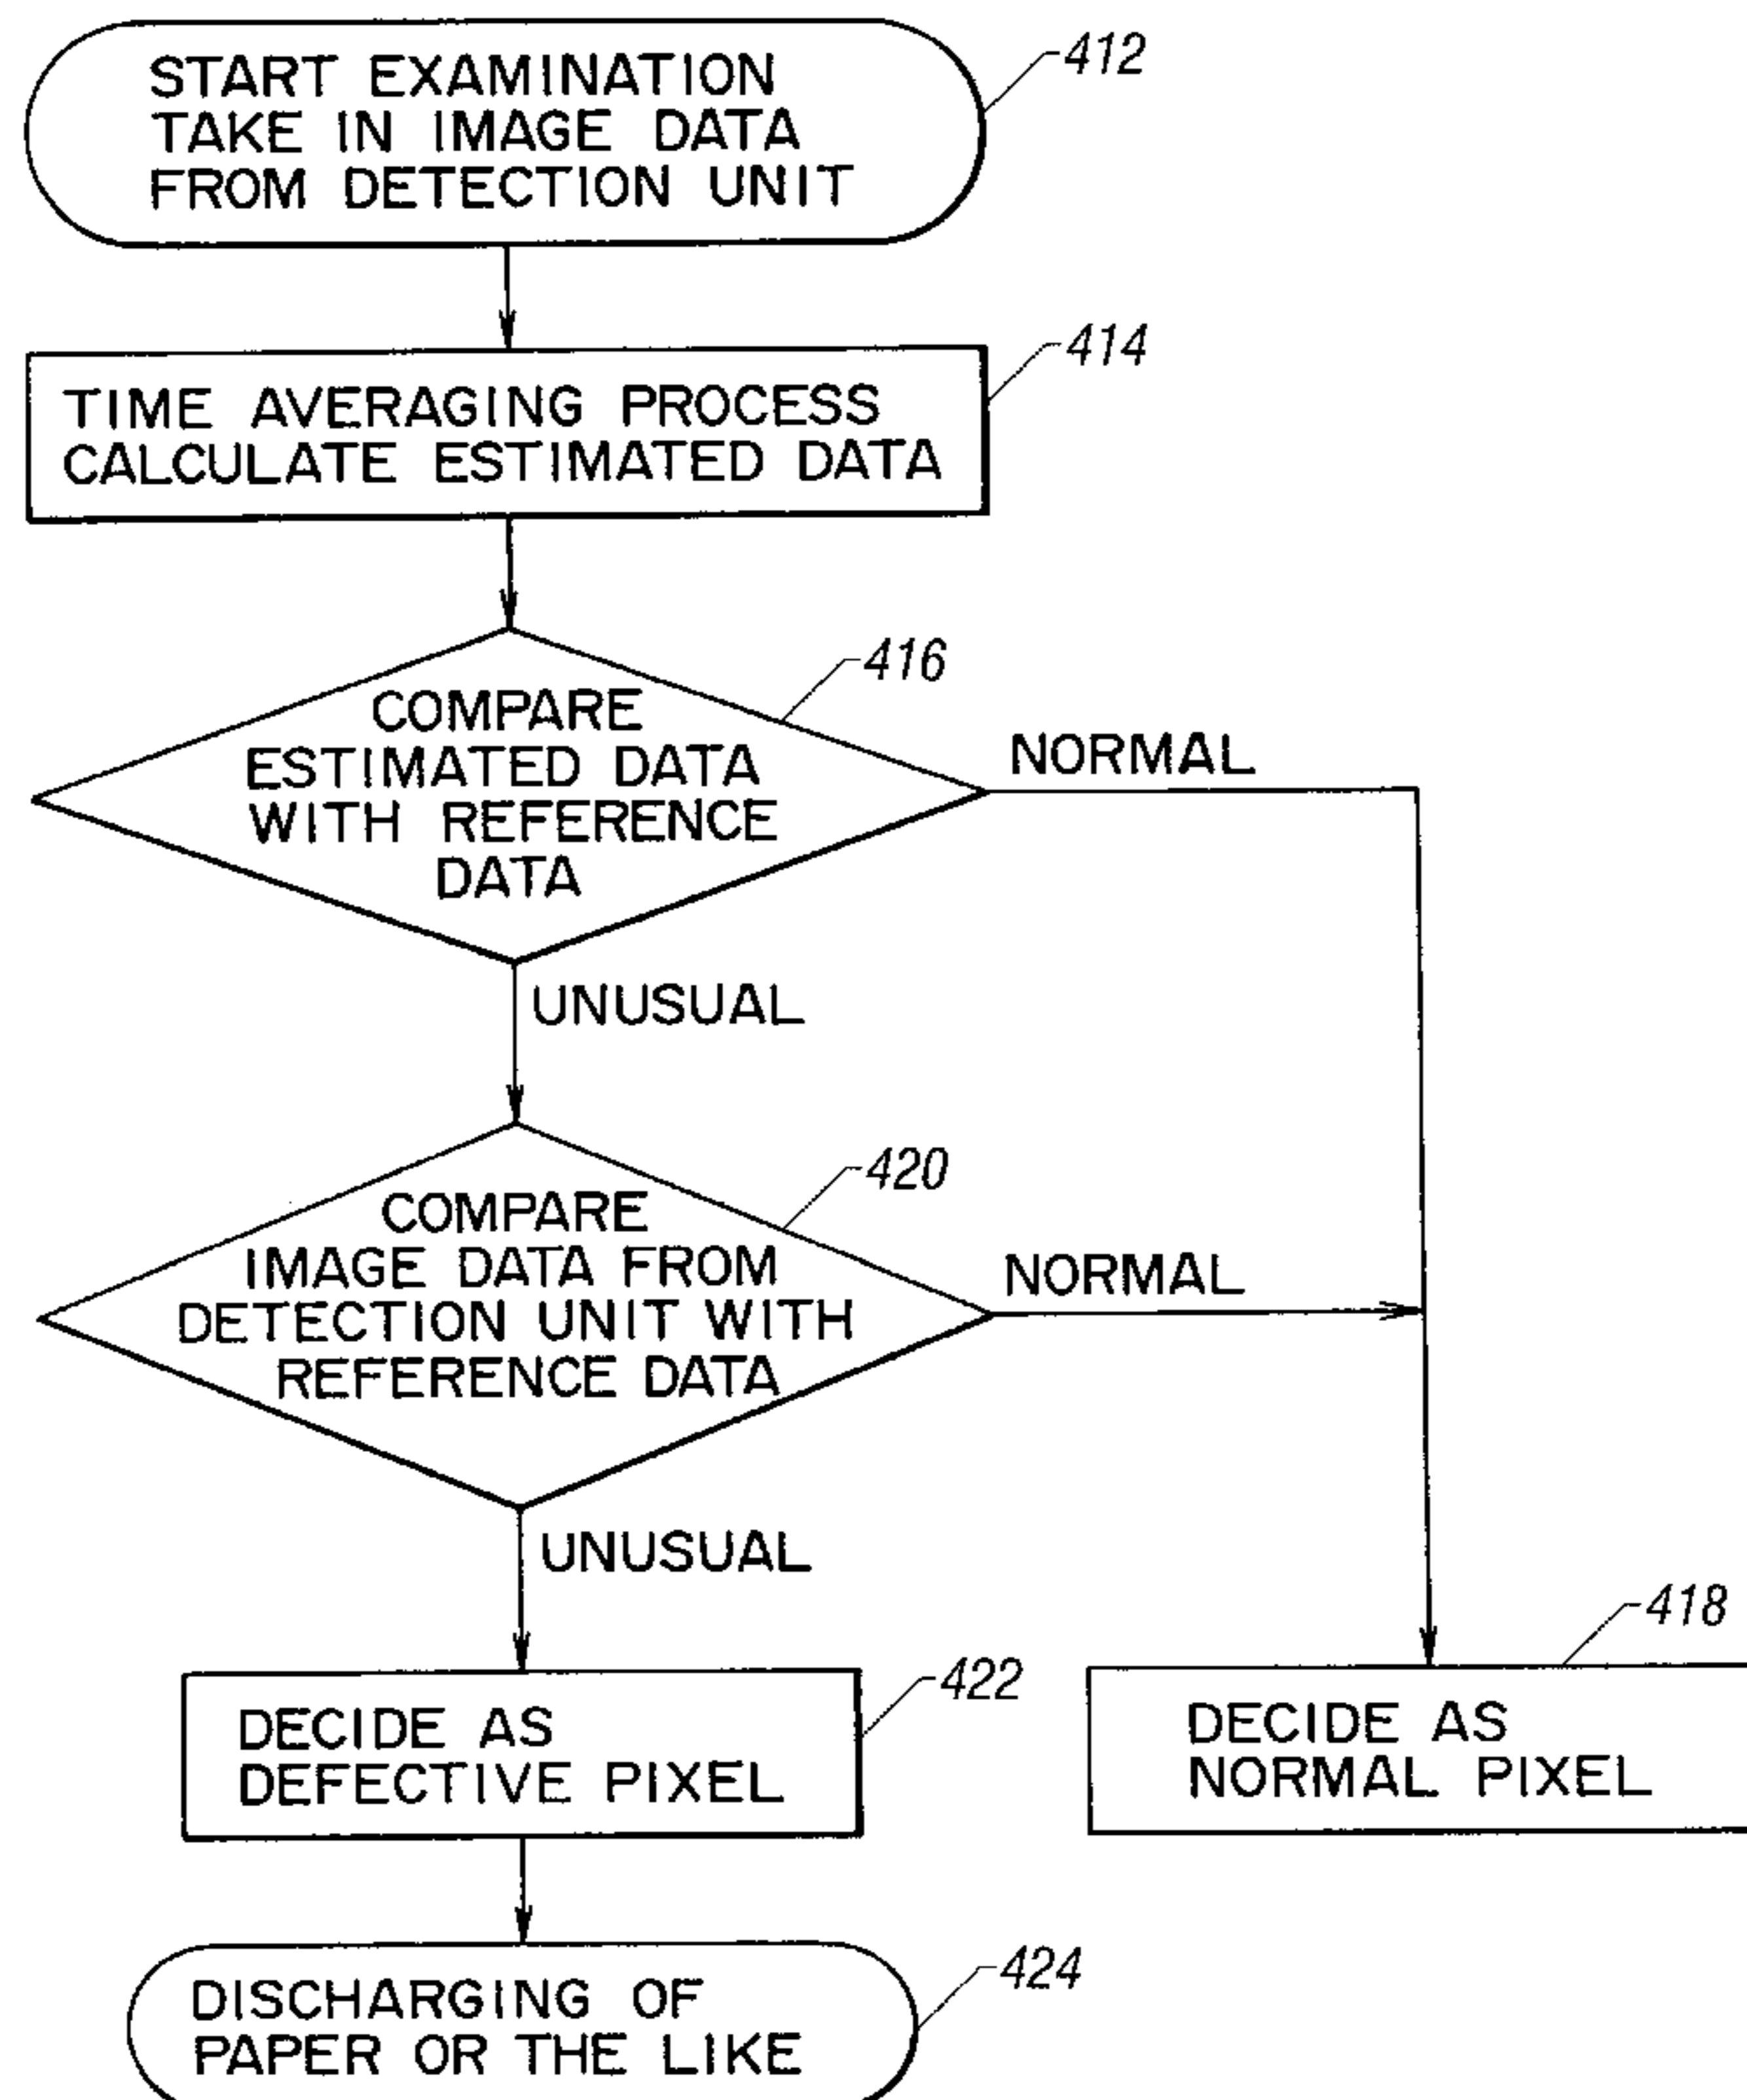 START EXAMINATION
TAKE IN IMAGE DATA
FROM DETECTION UNIT
412
TIME AVERAGING PROCESS
CALCULATE ESTIMATED DATA
414
COMPARE
ESTIMATED DATA
WITH REFERENCE
DATA
416
NORMAL
UNUSUAL
COMPARE
IMAGE DATA FROM
DETECTION UNIT WITH
REFERENCE DATA
420
NORMAL
UNUSUAL
DECIDE AS
DEFECTIVE PIXEL
422
DECIDE AS
NORMAL PIXEL
418
DISCHARGING OF
PAPER OR THE LIKE
424